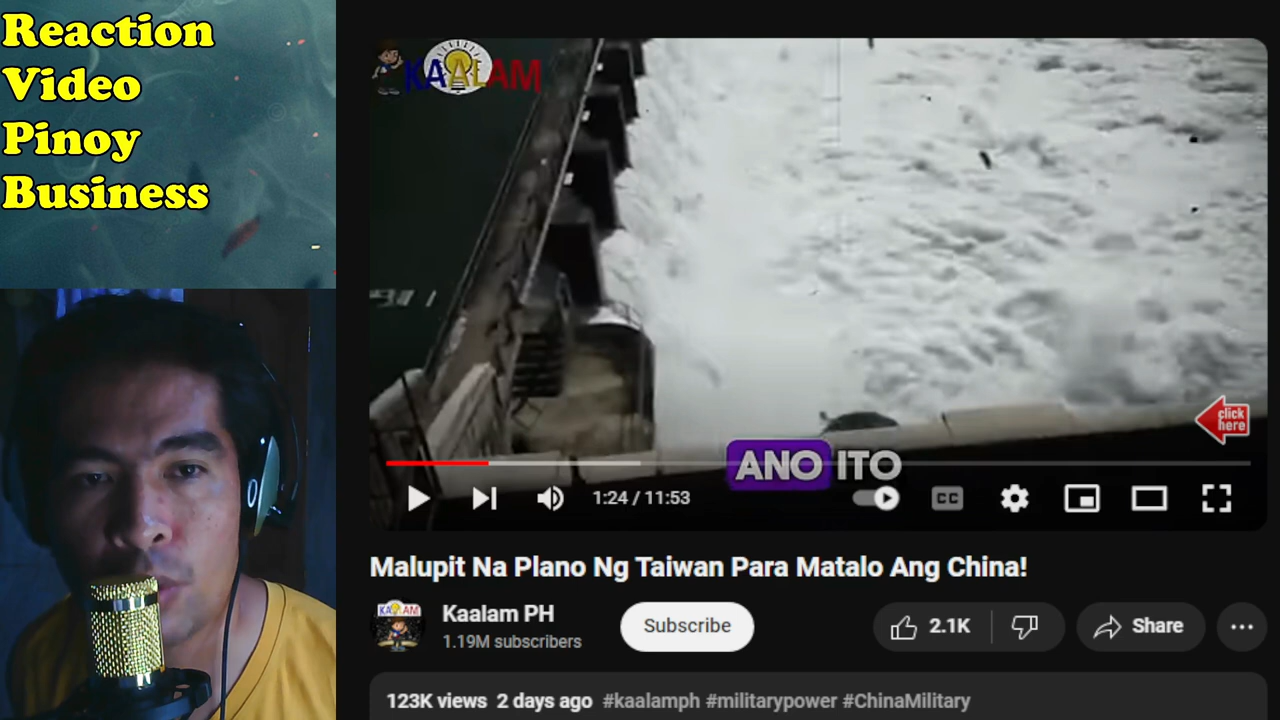 Reaction
Video
Pinoy
Business
KAALAM
click
here
ANO ITO
1:24 / 11:53
CC
Malupit Na Plano Ng Taiwan Para Matalo Ang China!
KAALAM
Kaalam PH
1.19M subscribers
Subscribe
2.1K
Share
123K views 2 days ago #kaalamph #militarypower #ChinaMilitary